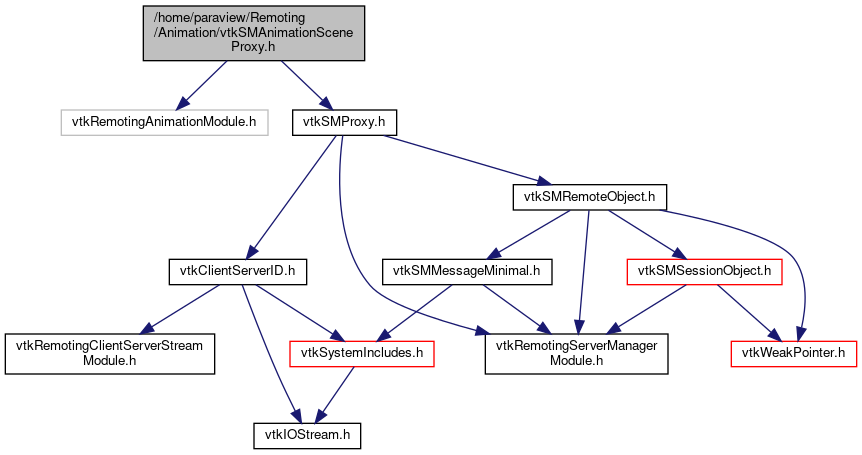 /home/paraview/Remoting
/Animation/vtkSMAnimationScene
Proxy.h
vtkRemotingAnimationModule.h
vtkSMProxy.h
vtkSMRemoteObject.h
vtkClientServerID.h
vtkSMMessageMinimal.h
vtkSMSessionObject.h
vtkRemotingClientServerStream
Module.h
vtkSystemIncludes.h
vtkRemotingServerManager
Module.h
vtkWeakPointer.h
vtkIOStream.h